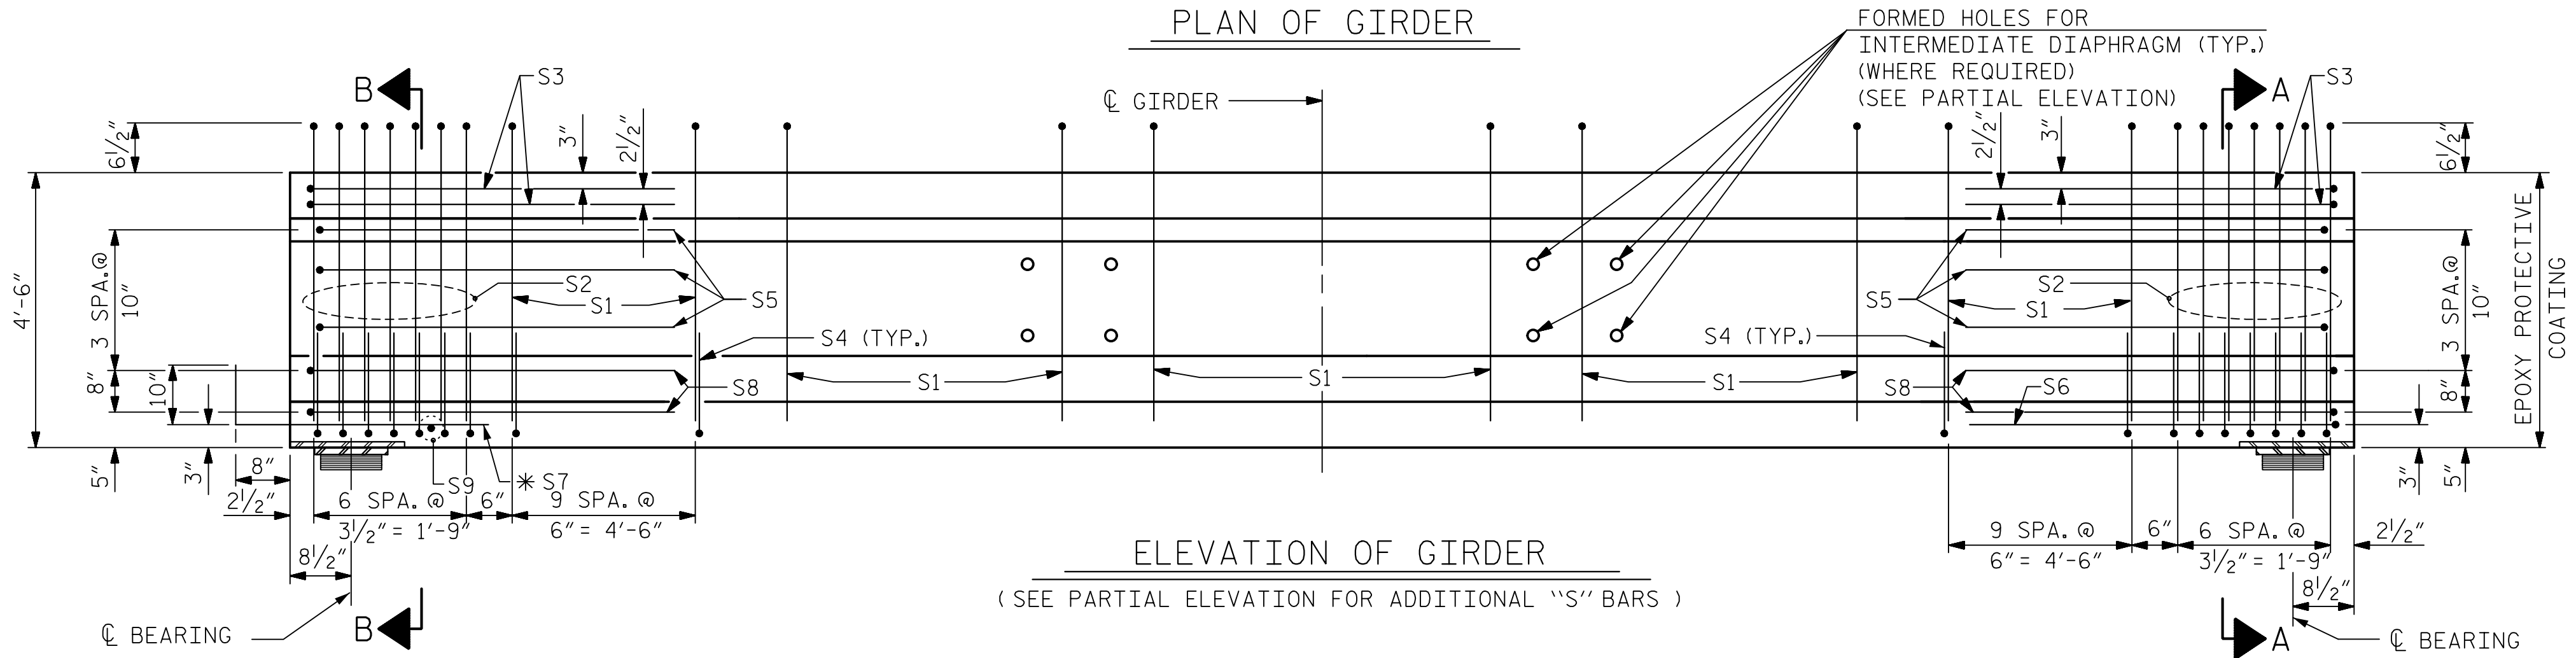 PLAN OF GIRDER
FORMED HOLES FOR
INTERMEDIATE DIAPHRAGM (TYP.)
(WHERE REQUIRED)
(SEE PARTIAL ELEVATION)
B
S3
℄ GIRDER
A
S3
6½"
3"
2½"
2½"
3"
6½"
4'-6"
3 SPA.@
10"
S2
S1
S5
S5
S2
S1
3 SPA.@
10"
EPOXY PROTECTIVE
COATING
S4 (TYP.)
S4 (TYP.)
8"
10"
S8
S1
S1
S1
S8
S6
8"
5"
3"
8"
S9
✳ S7
3"
5"
2½"
6 SPA. @
3½" = 1'-9"
6"
9 SPA. @
6" = 4'-6"
9 SPA. @
6" = 4'-6"
6"
6 SPA. @
3½" = 1'-9"
2½"
8½"
8½"
ELEVATION OF GIRDER
( SEE PARTIAL ELEVATION FOR ADDITIONAL "S" BARS )
℄ BEARING
B
A
℄ BEARING